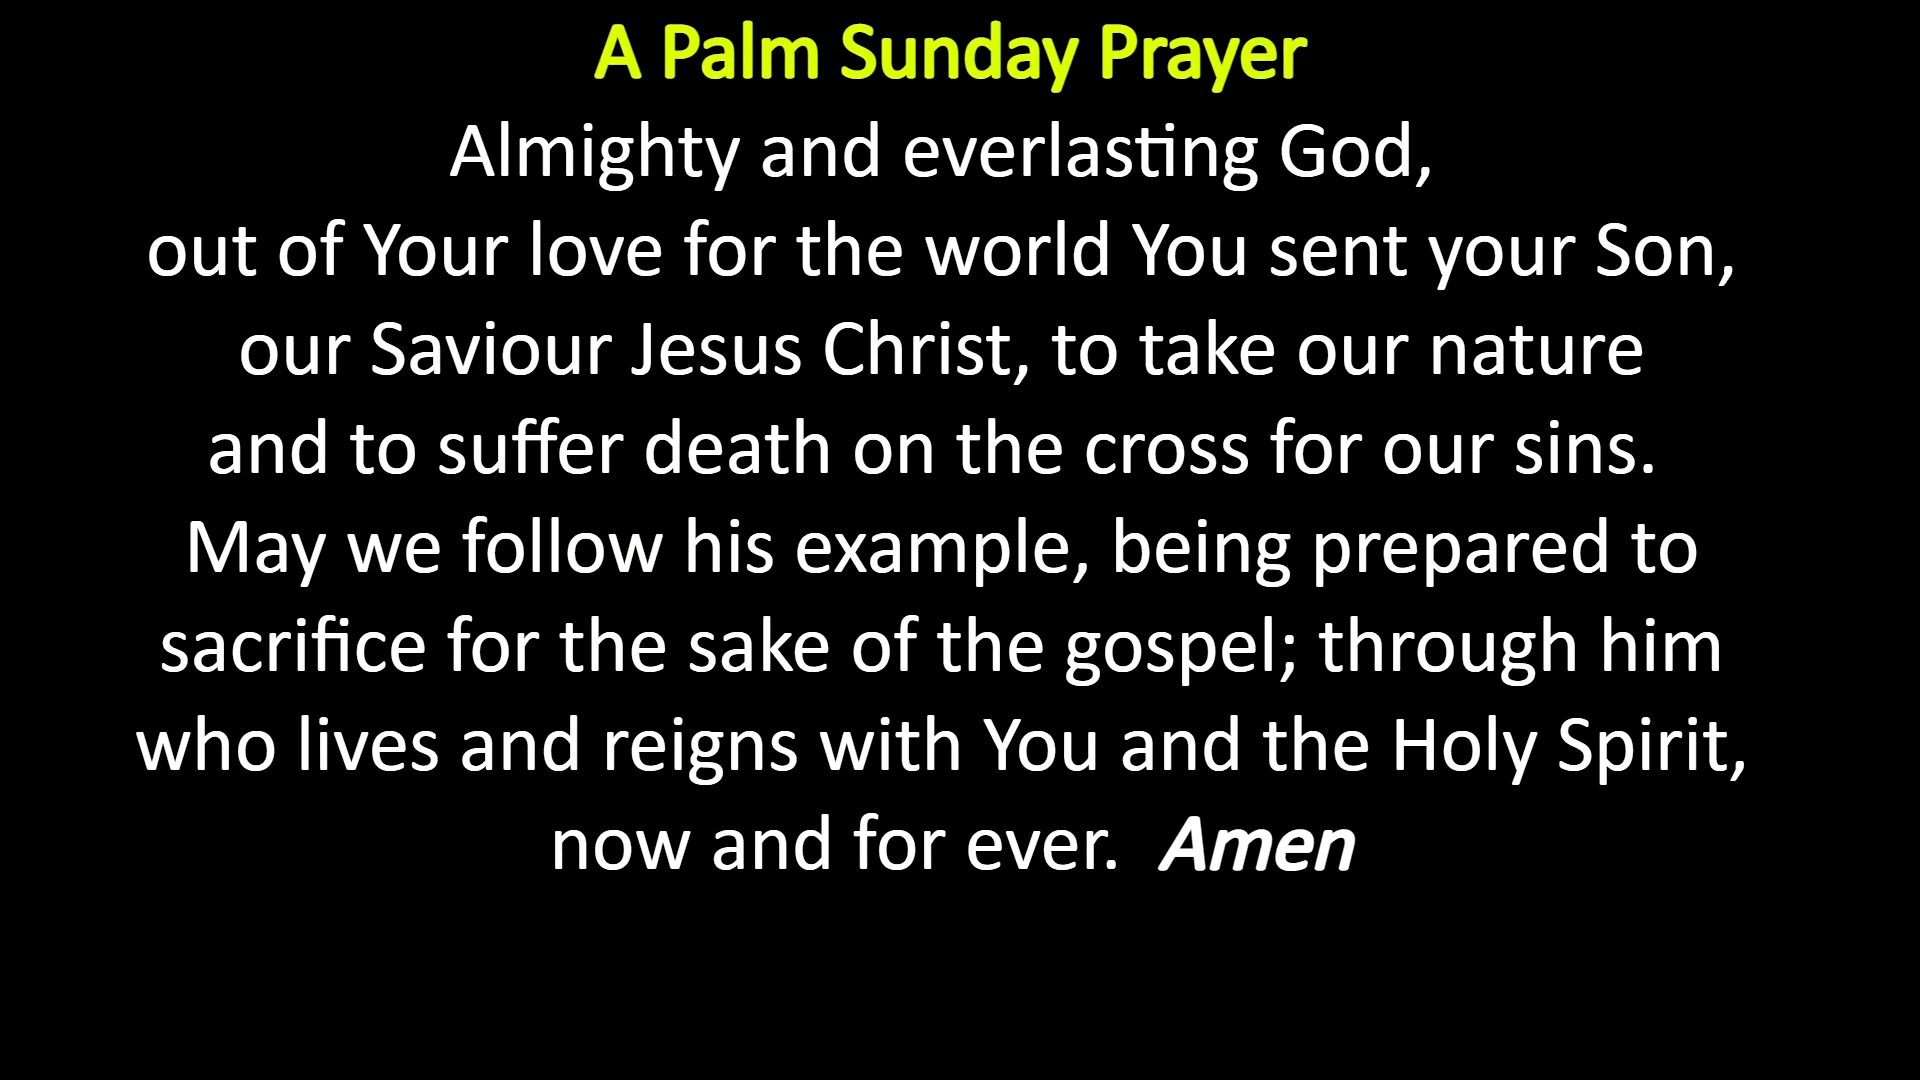 A Palm Sunday Prayer
Almighty and everlasting God,
out of Your love for the world You sent your Son,
our Saviour Jesus Christ, to take our nature
and to suffer death on the cross for our sins.
May we follow his example, being prepared to
sacrifice for the sake of the gospel; through him
who lives and reigns with You and the Holy Spirit,
now and for ever.  Amen